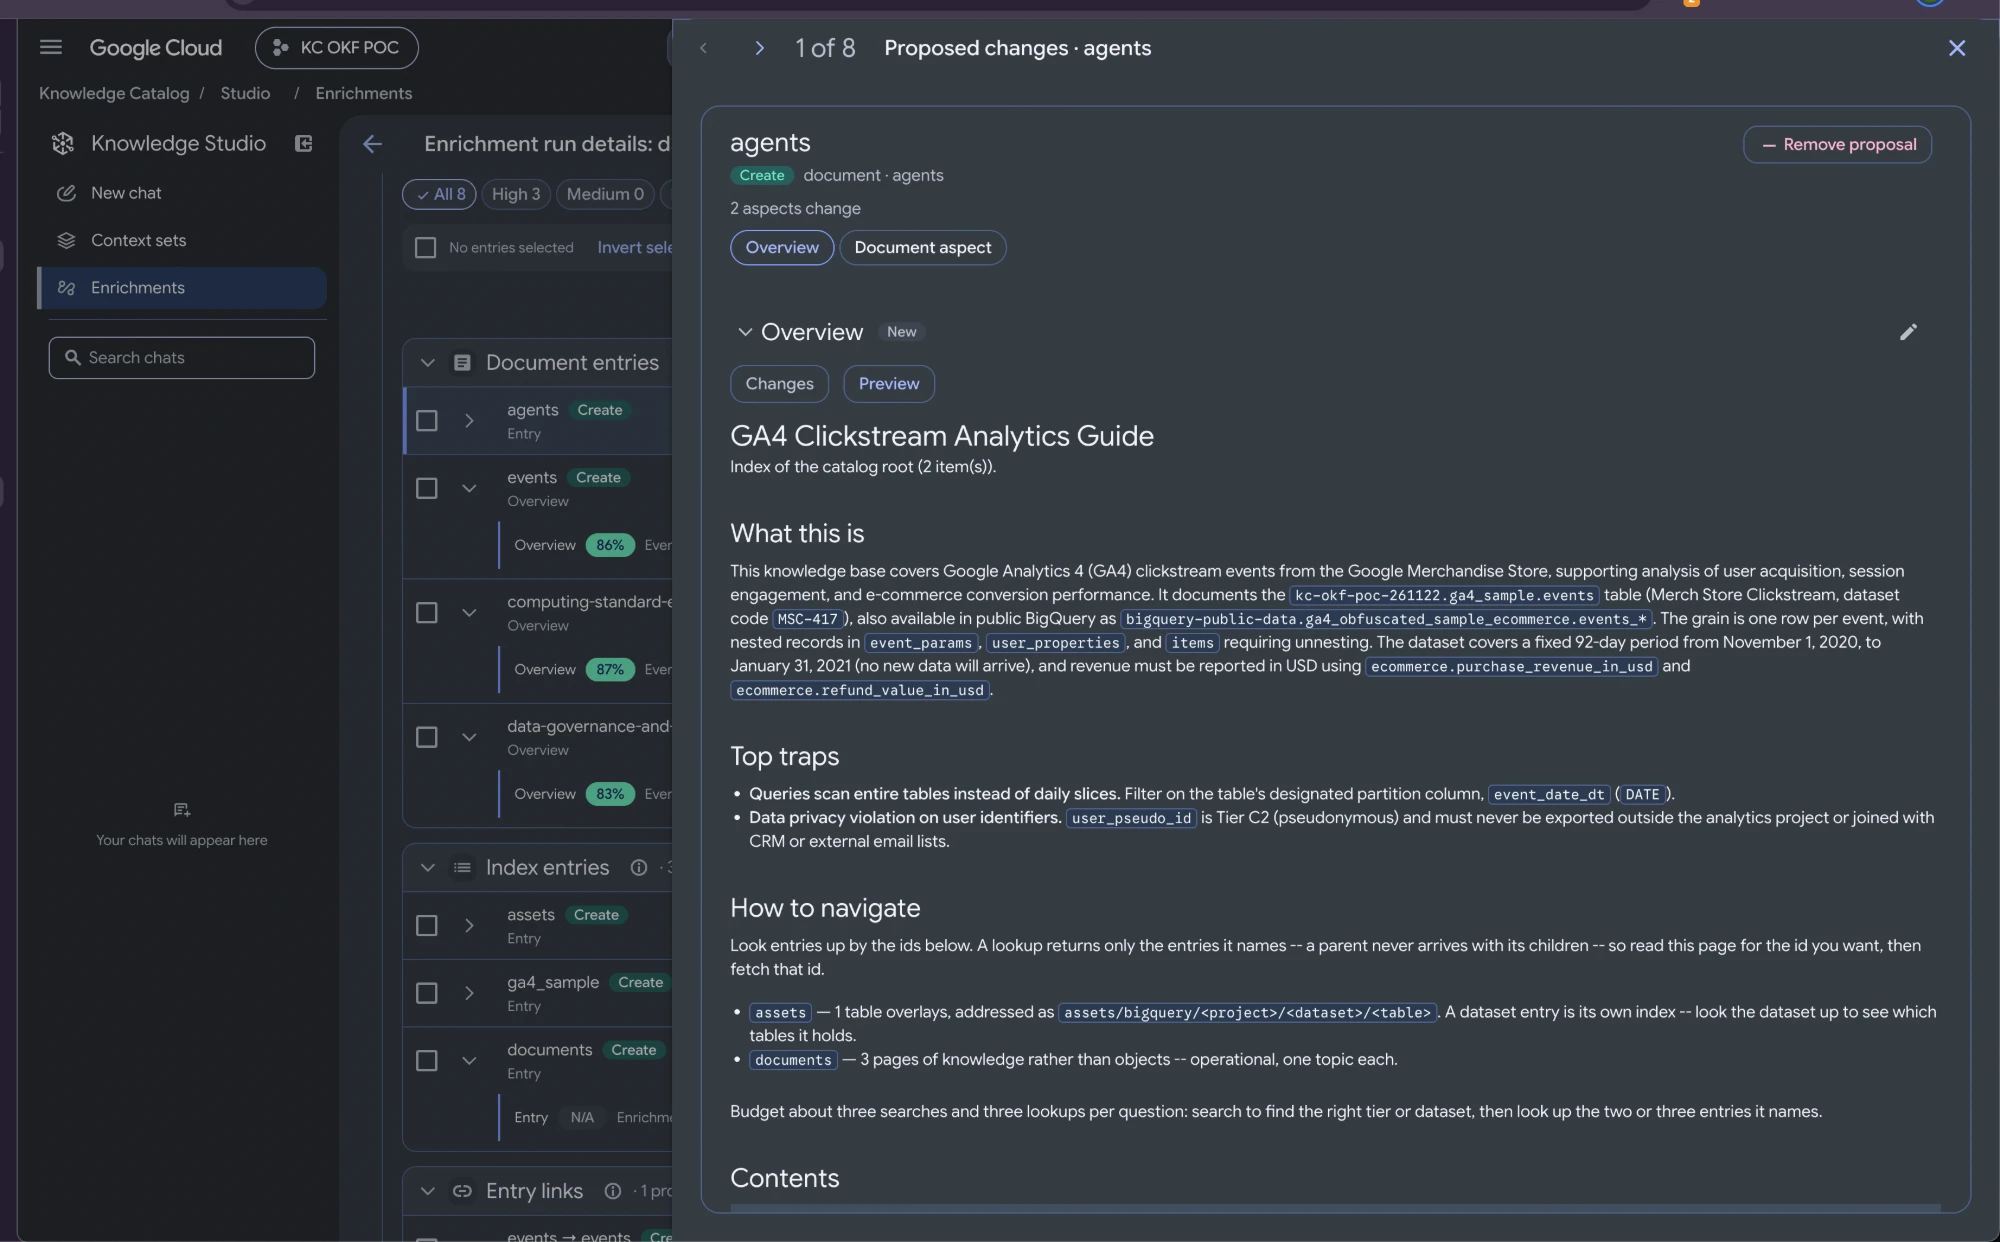 Google Cloud
KC OKF POC
Knowledge Catalog / Studio / Enrichments
Knowledge Studio
New chat
Context sets
Enrichments
Search chats
Your chats will appear here
Enrichment run details: d
All 8
High 3
Medium 0
No entries selected
Invert sele
Document entries
agents Create
Entry
events Create
Overview
Overview 86% Ever
computing-standard-e
Overview
Overview 87% Ever
data-governance-and-
Overview
Overview 83% Ever
Index entries
assets Create
Entry
ga4_sample Create
Entry
documents Create
Entry
Entry N/A Enrichme
Entry links · 1 pro
events → events Cre
1 of 8 Proposed changes · agents
agents
Remove proposal
Create document · agents
2 aspects change
Overview Document aspect
Overview New
Changes Preview
GA4 Clickstream Analytics Guide
Index of the catalog root (2 item(s)).
What this is
This knowledge base covers Google Analytics 4 (GA4) clickstream events from the Google Merchandise Store, supporting analysis of user acquisition, session
engagement, and e-commerce conversion performance. It documents the kc-okf-poc-261122.ga4_sample.events table (Merch Store Clickstream, dataset
code MSC-417), also available in public BigQuery as bigquery-public-data.ga4_obfuscated_sample_ecommerce.events_*. The grain is one row per event, with
nested records in event_params, user_properties, and items requiring unnesting. The dataset covers a fixed 92-day period from November 1, 2020, to
January 31, 2021 (no new data will arrive), and revenue must be reported in USD using ecommerce.purchase_revenue_in_usd and
ecommerce.refund_value_in_usd.
Top traps
• Queries scan entire tables instead of daily slices. Filter on the table's designated partition column, event_date_dt (DATE).
• Data privacy violation on user identifiers. user_pseudo_id is Tier C2 (pseudonymous) and must never be exported outside the analytics project or joined with
CRM or external email lists.
How to navigate
Look entries up by the ids below. A lookup returns only the entries it names -- a parent never arrives with its children -- so read this page for the id you want, then
fetch that id.
• assets — 1 table overlays, addressed as assets/bigquery/<project>/<dataset>/<table>. A dataset entry is its own index -- look the dataset up to see which
tables it holds.
• documents — 3 pages of knowledge rather than objects -- operational, one topic each.
Budget about three searches and three lookups per question: search to find the right tier or dataset, then look up the two or three entries it names.
Contents